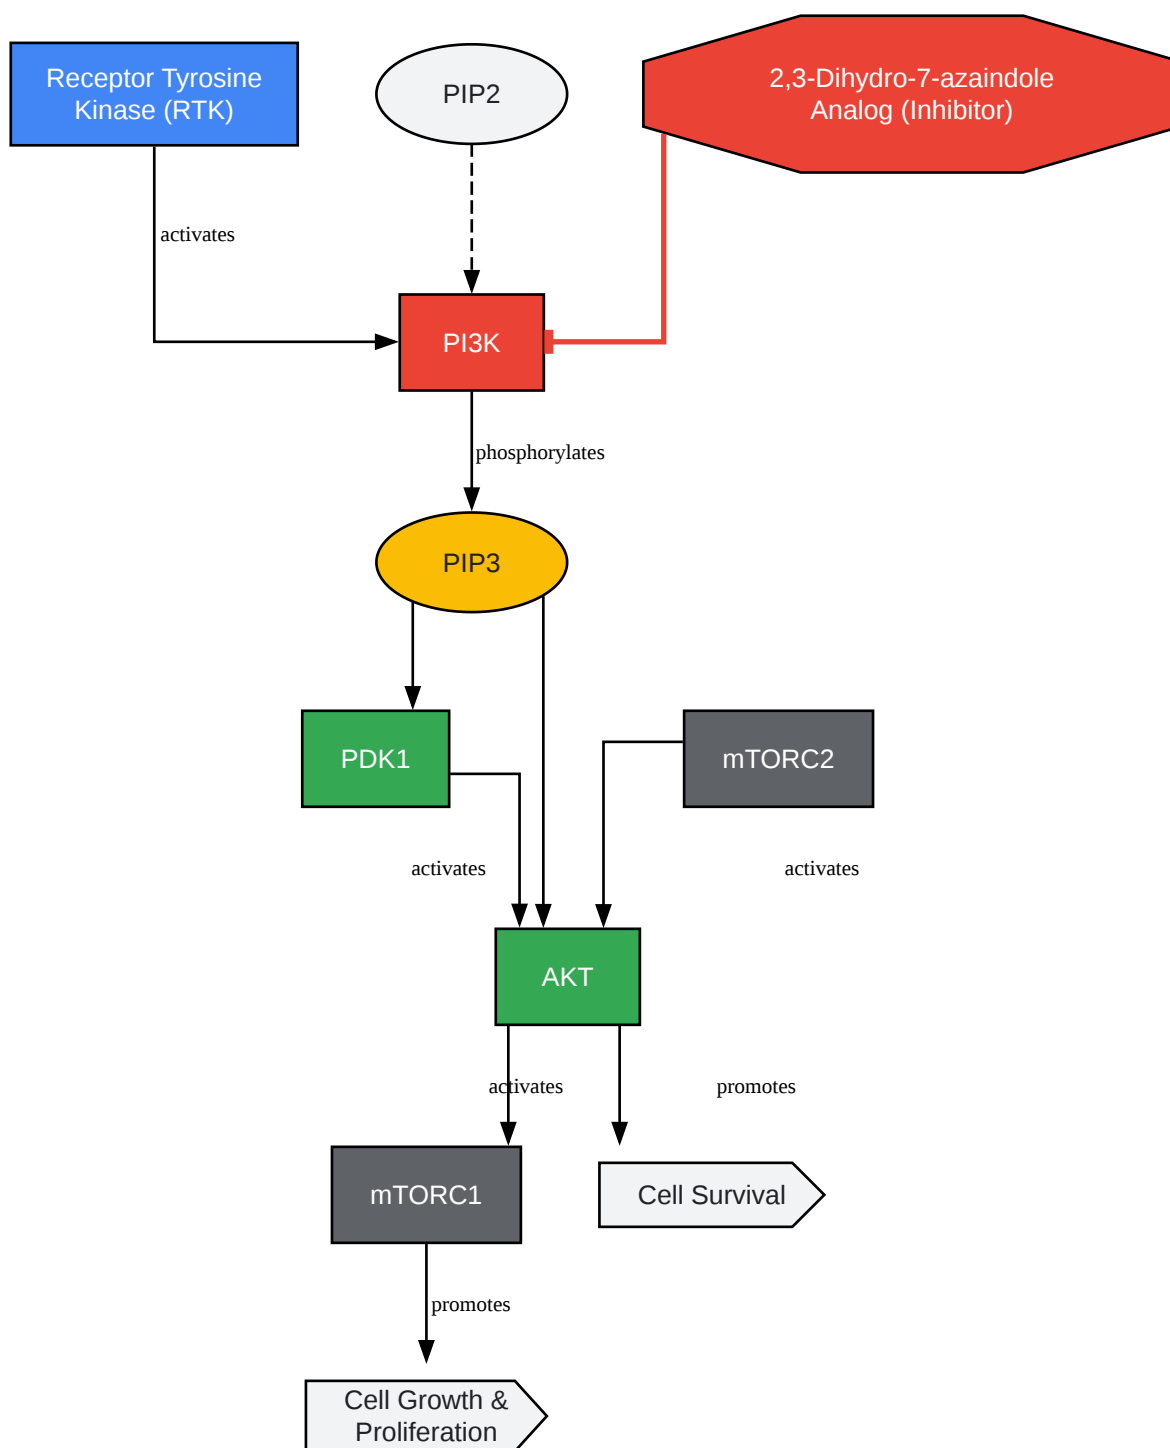 Receptor Tyrosine
Kinase (RTK)
PIP2
2,3-Dihydro-7-azaindole
Analog (Inhibitor)
activates
PI3K
phosphorylates
PIP3
PDK1
mTORC2
activates
activates
AKT
activates
promotes
mTORC1
Cell Survival
promotes
Cell Growth &
Proliferation